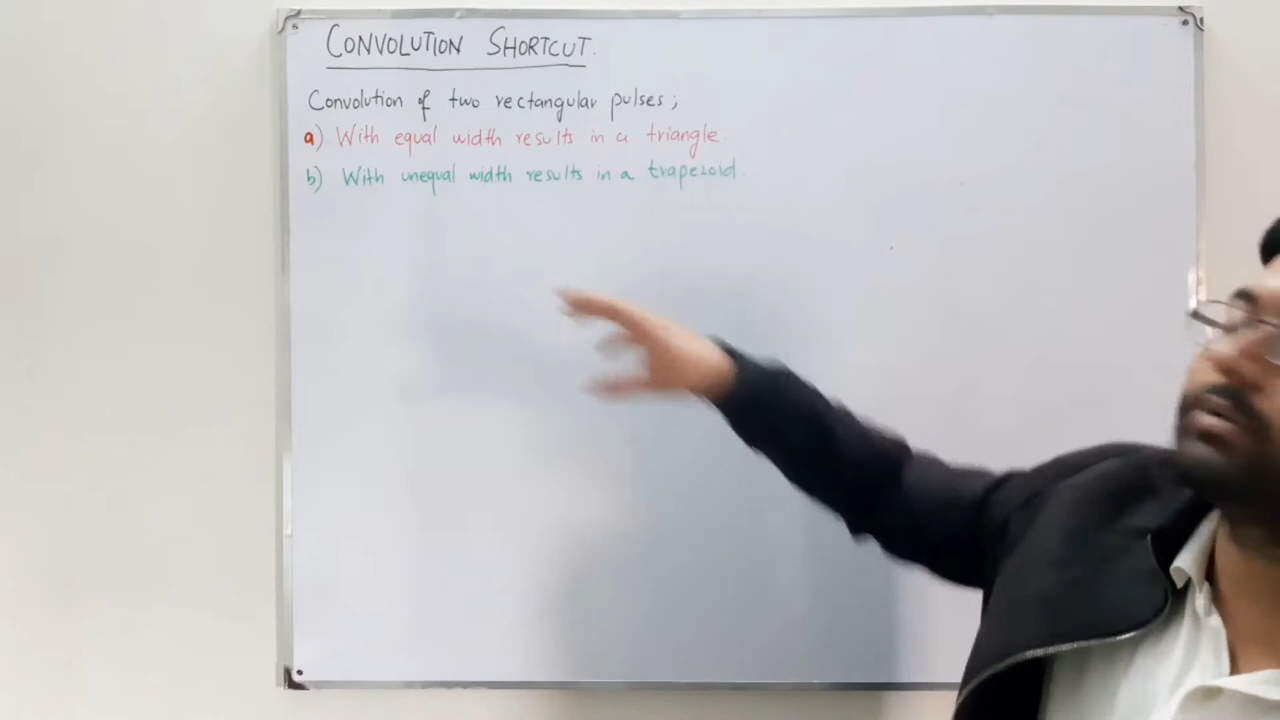 CONVOLUTION SHORTCUT.
Convolution of two rectangular pulses;
a) With equal width results in a triangle.
b) With unequal width results in a trapezoid.